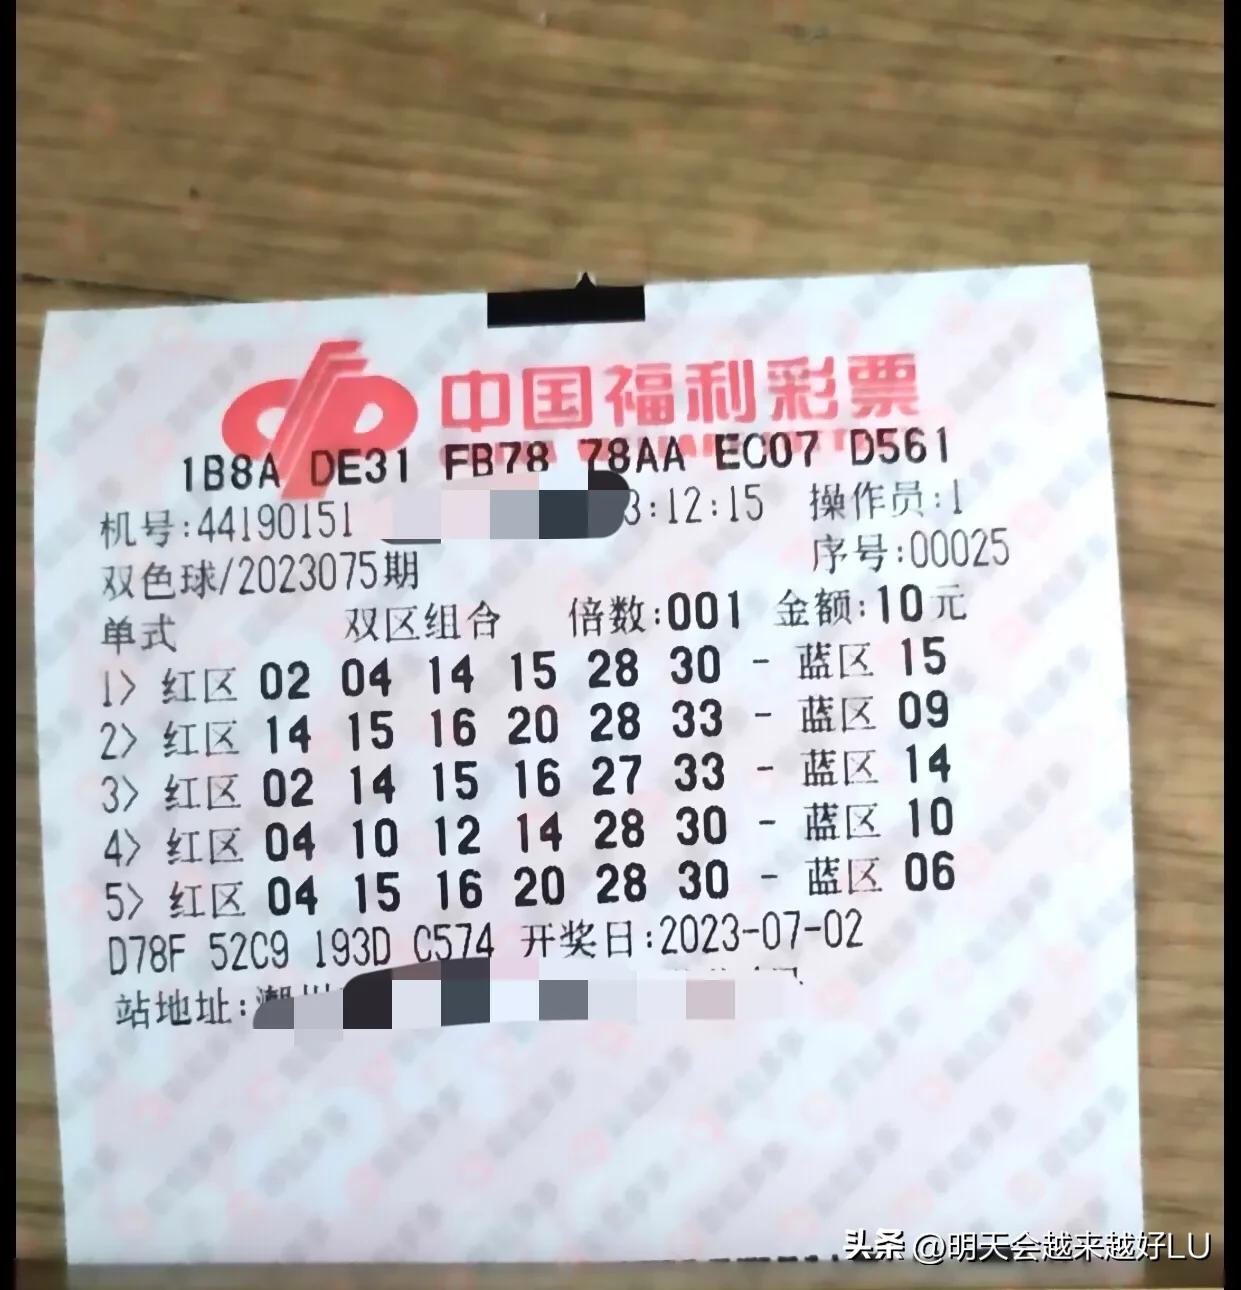 中国福利彩票
1B8A DE31 FB78 78AA EC07 D561
机号:44190151 3:12:15 操作员:1
双色球/2023075期 序号:00025
单式 双区组合 倍数:001 金额:10元
1> 红区 02 04 14 15 28 30 - 蓝区 15
2> 红区 14 15 16 20 28 33 - 蓝区 09
3> 红区 02 14 15 16 27 33 - 蓝区 14
4> 红区 04 10 12 14 28 30 - 蓝区 10
5> 红区 04 15 16 20 28 30 - 蓝区 06
D78F 52C9 193D C574 开奖日:2023-07-02
站地址:潮州
头条 @明天会越来越好LU